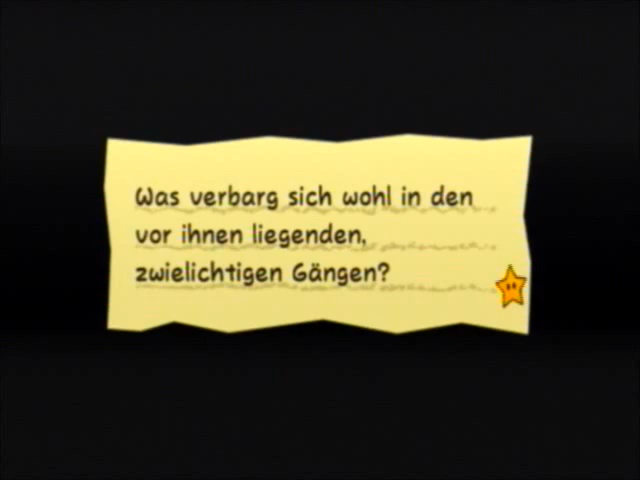 Was verbarg sich wohl in den
vor ihnen liegenden,
zwielichtigen Gängen?